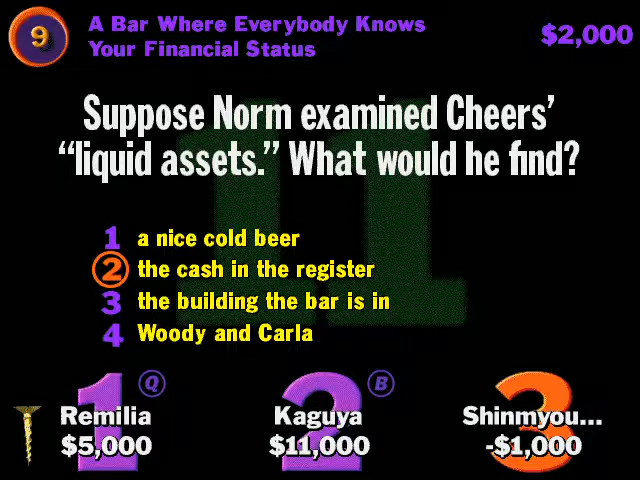 9
A Bar Where Everybody Knows
Your Financial Status
$2,000
Suppose Norm examined Cheers'
“liquid assets.” What would he find?
1 a nice cold beer
2 the cash in the register
3 the building the bar is in
4 Woody and Carla
11
1 Q
Remilia
$5,000
2 B
Kaguya
$11,000
3
Shinmyou...
-$1,000